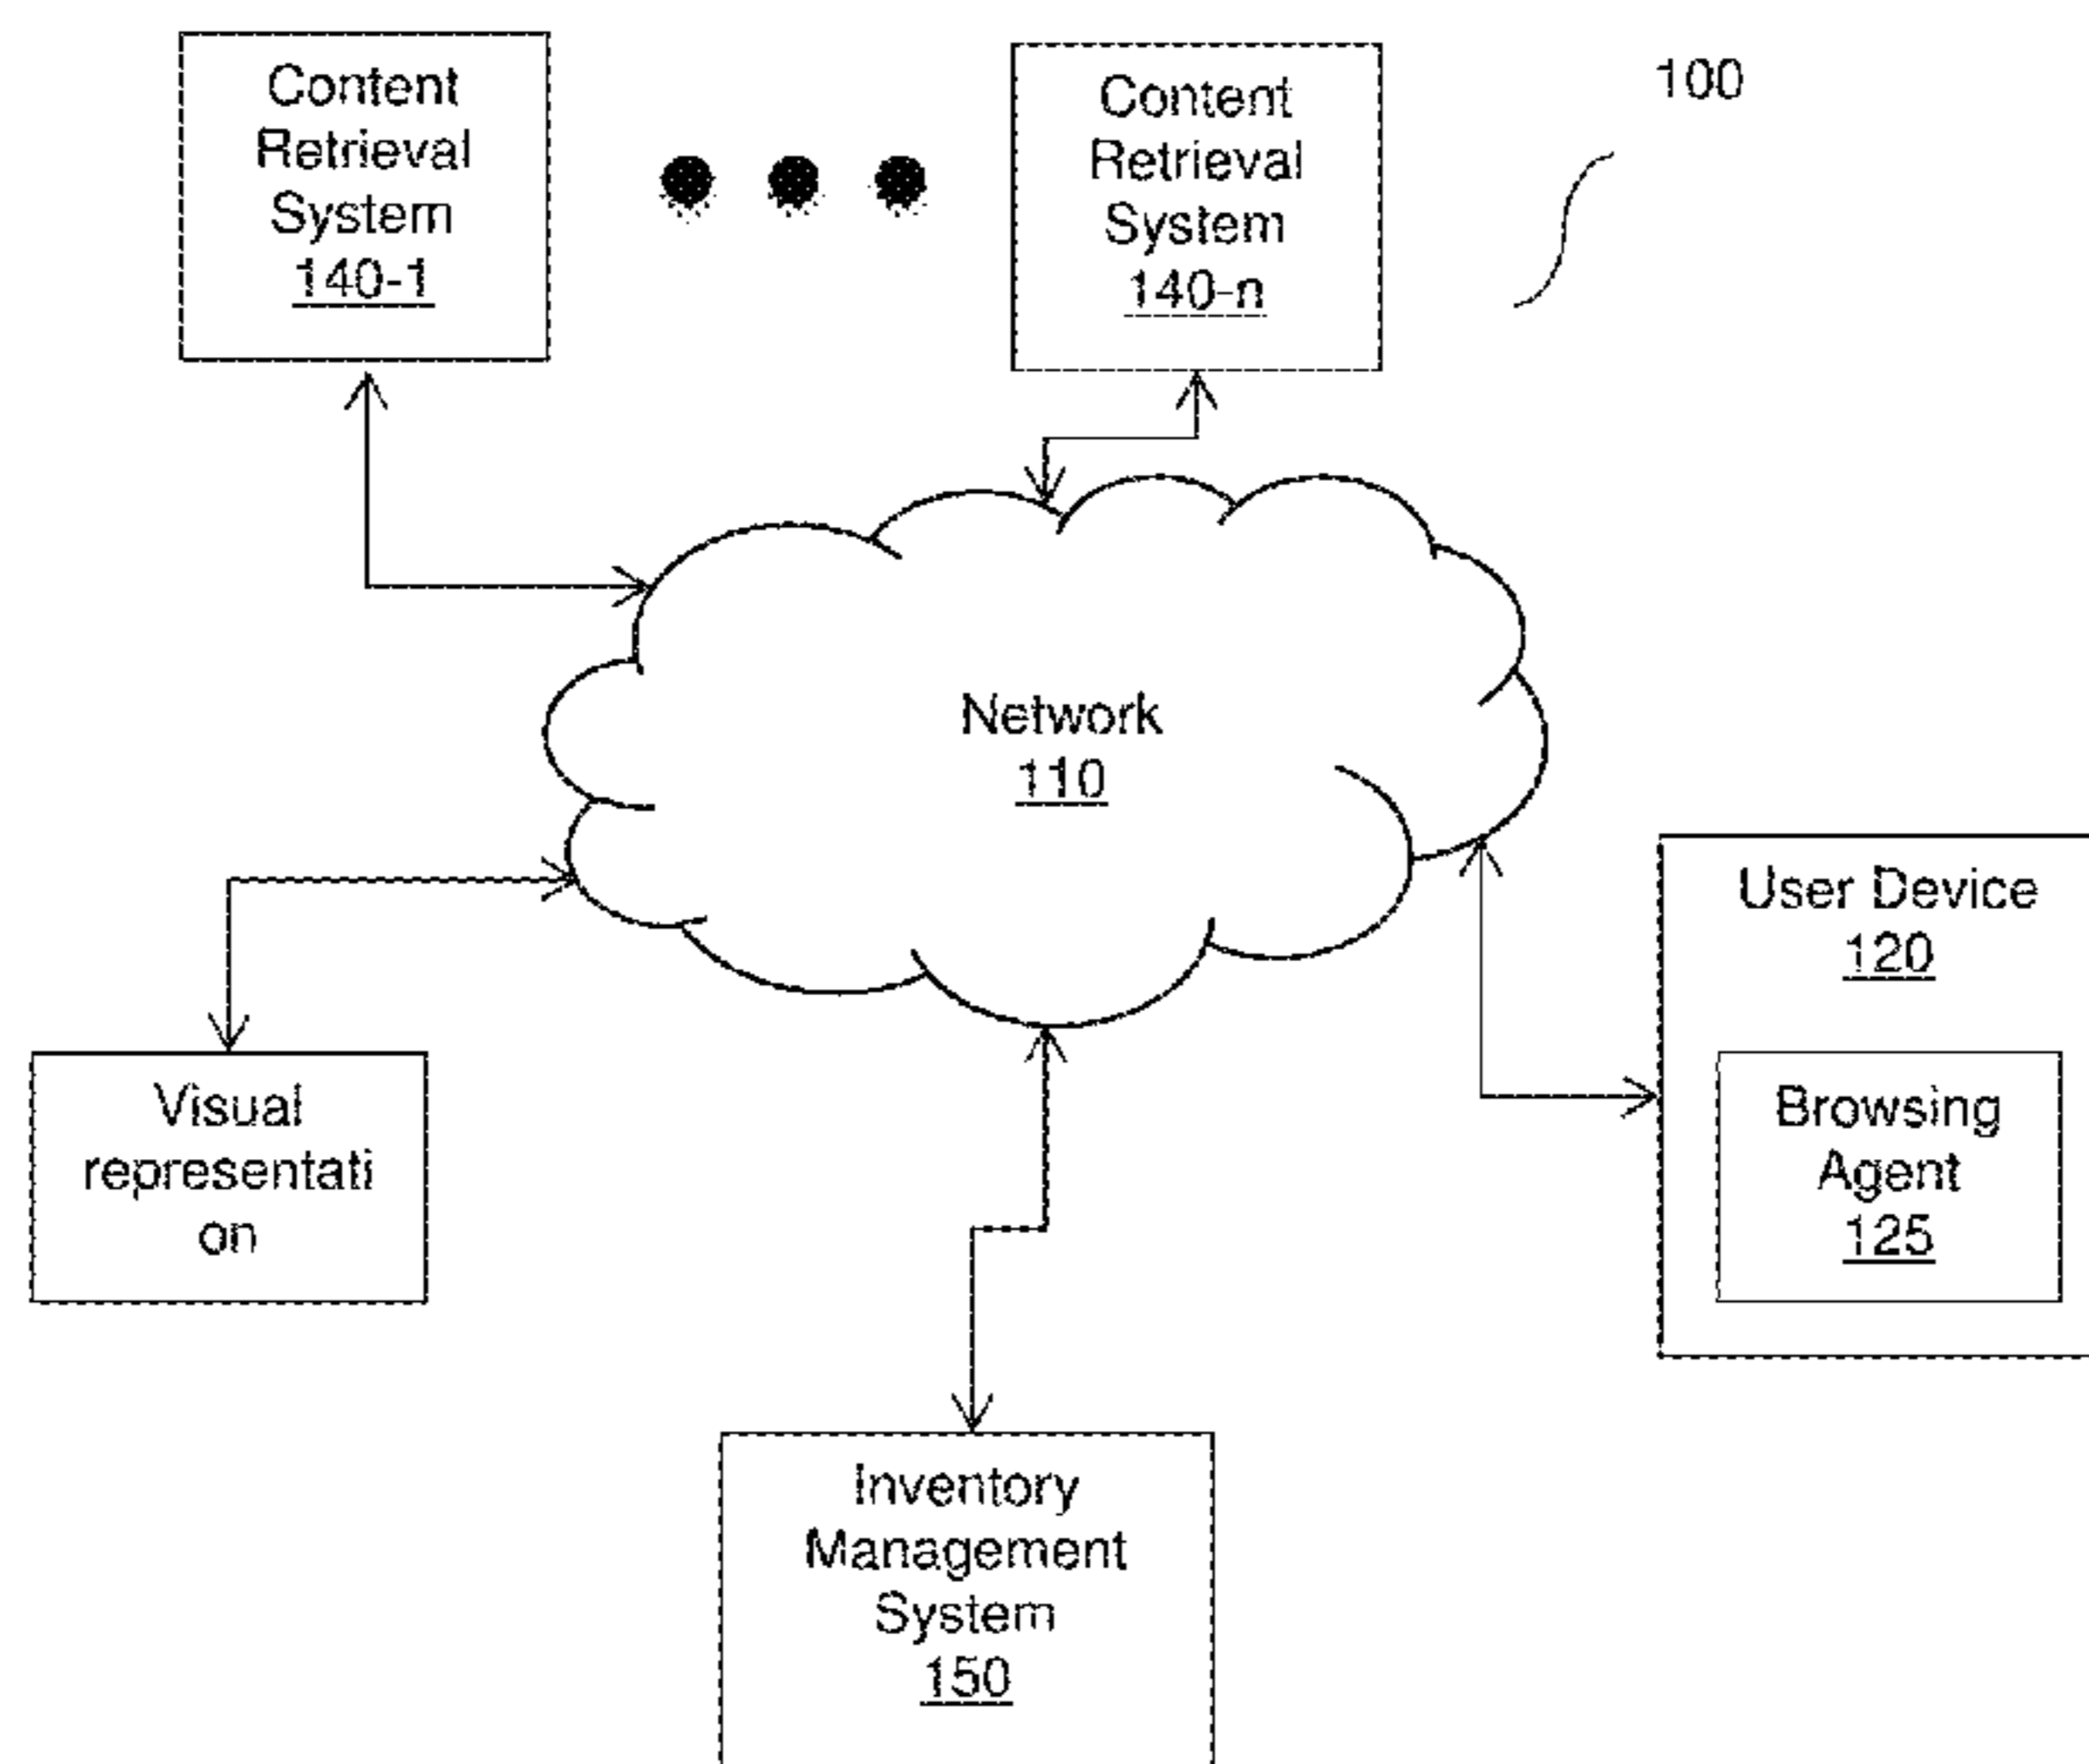 Content
Retrieval
System
140-1
Content
Retrieval
System
140-n
100
Network
110
User Device
120
Browsing
Agent
125
Visual
representati
on
Inventory
Management
System
150